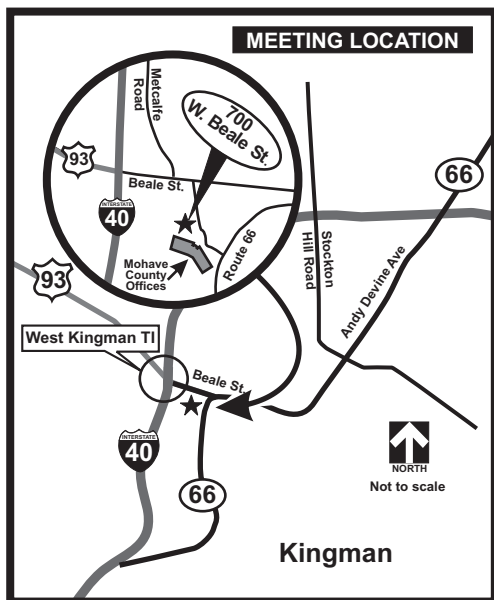 MEETING LOCATION
Metcalfe
Road
700
W. Beale St.
93
Beale St.
66
INTERSTATE
40
Mohave
County
Offices
Route 66
Stockton
Hill Road
Andy Devine Ave
93
West Kingman TI
Beale St.
INTERSTATE
40
66
NORTH
Not to scale
Kingman